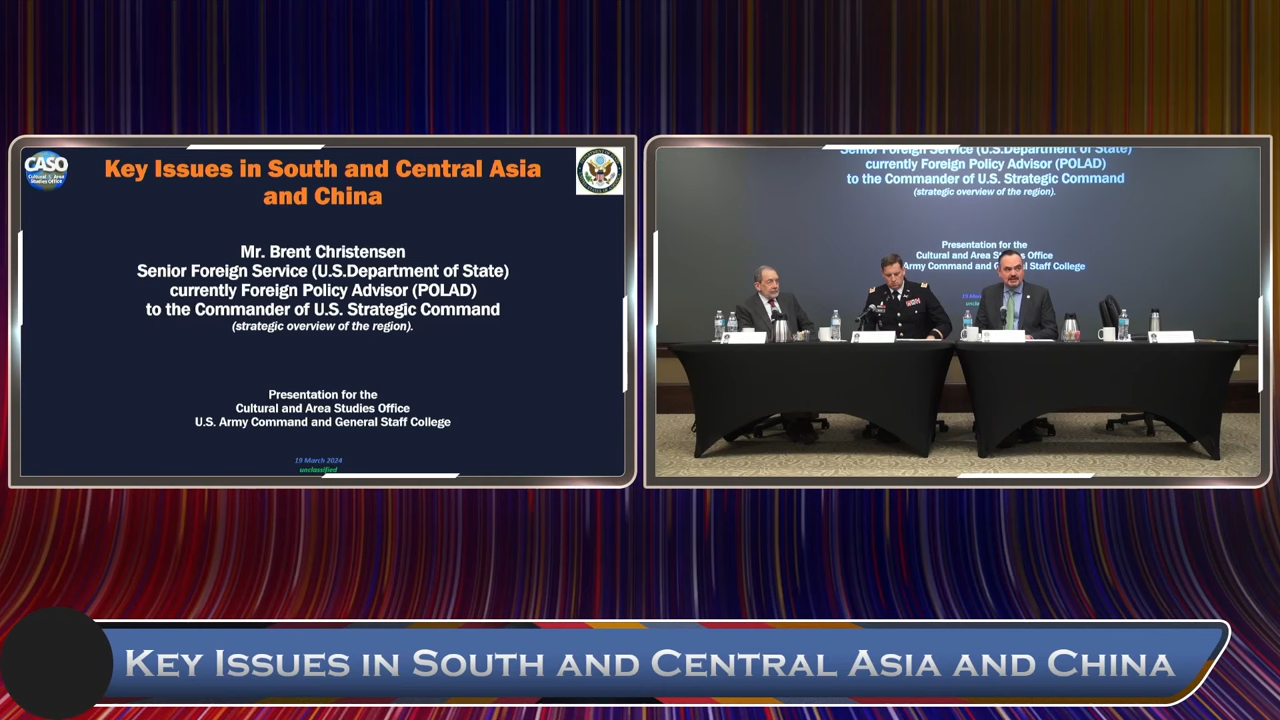 CASO
Cultural & Area
Studies Office
Key Issues in South and Central Asia
and China
Mr. Brent Christensen
Senior Foreign Service (U.S.Department of State)
currently Foreign Policy Advisor (POLAD)
to the Commander of U.S. Strategic Command
(strategic overview of the region).
Presentation for the
Cultural and Area Studies Office
U.S. Army Command and General Staff College
19 March 2024
unclassified
Senior Foreign Service (U.S.Department of State)
currently Foreign Policy Advisor (POLAD)
to the Commander of U.S. Strategic Command
(strategic overview of the region).
Presentation for the
Cultural and Area Studies Office
Army Command and General Staff College
KEY ISSUES IN SOUTH AND CENTRAL ASIA AND CHINA